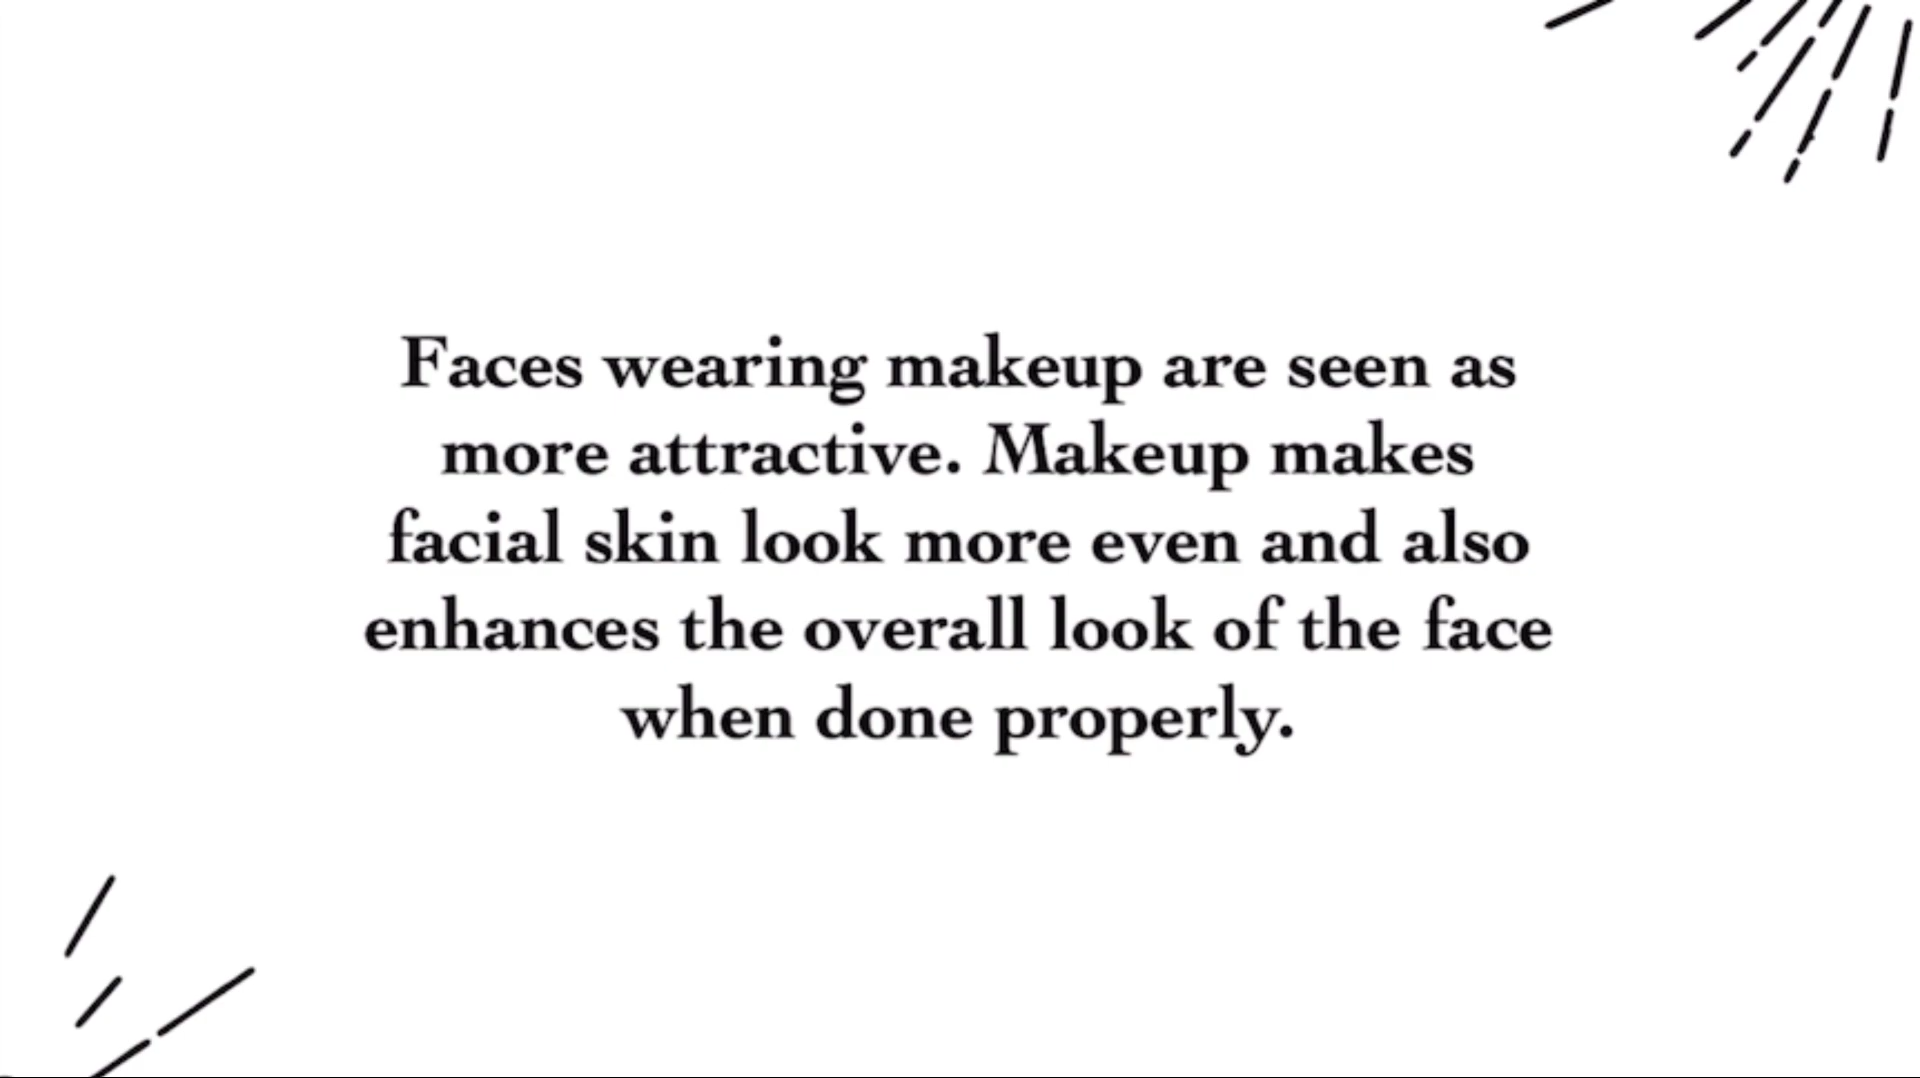 Faces wearing makeup are seen as
more attractive. Makeup makes
facial skin look more even and also
enhances the overall look of the face
when done properly.